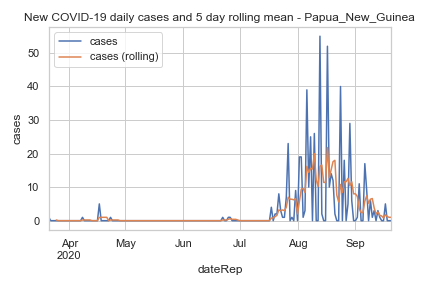 New COVID-19 daily cases and 5 day rolling mean - Papua_New_Guinea
cases
cases (rolling)
50
40
30
20
10
0
cases
Apr
2020
May
Jun
Jul
Aug
Sep
dateRep